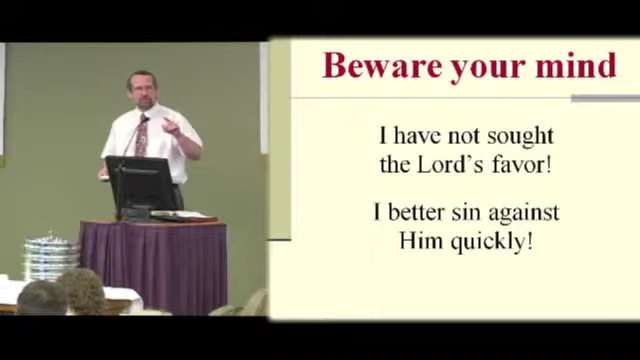 Beware your mind
I have not sought
the Lord's favor!
I better sin against
Him quickly!